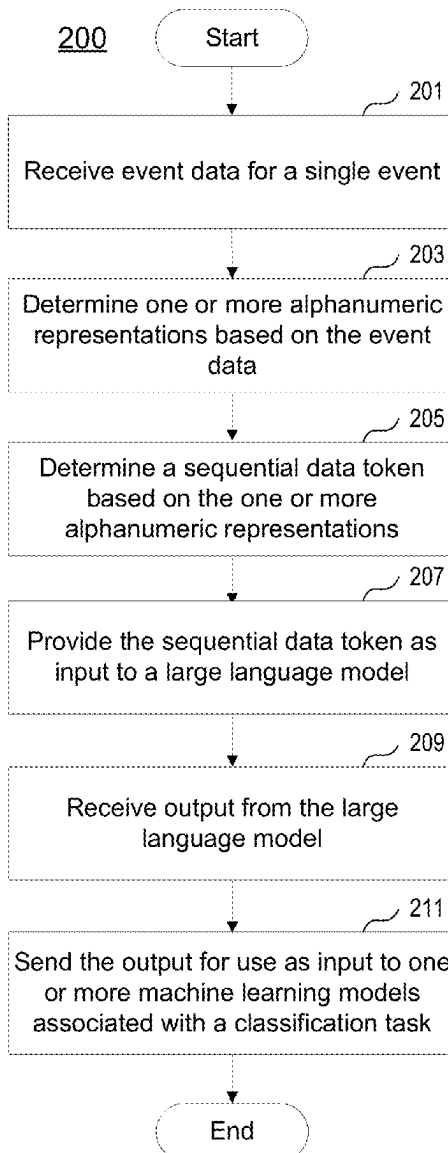 200
Start
201
Receive event data for a single event
203
Determine one or more alphanumeric
representations based on the event
data
205
Determine a sequential data token
based on the one or more
alphanumeric representations
207
Provide the sequential data token as
input to a large language model
209
Receive output from the large
language model
211
Send the output for use as input to one
or more machine learning models
associated with a classification task
End